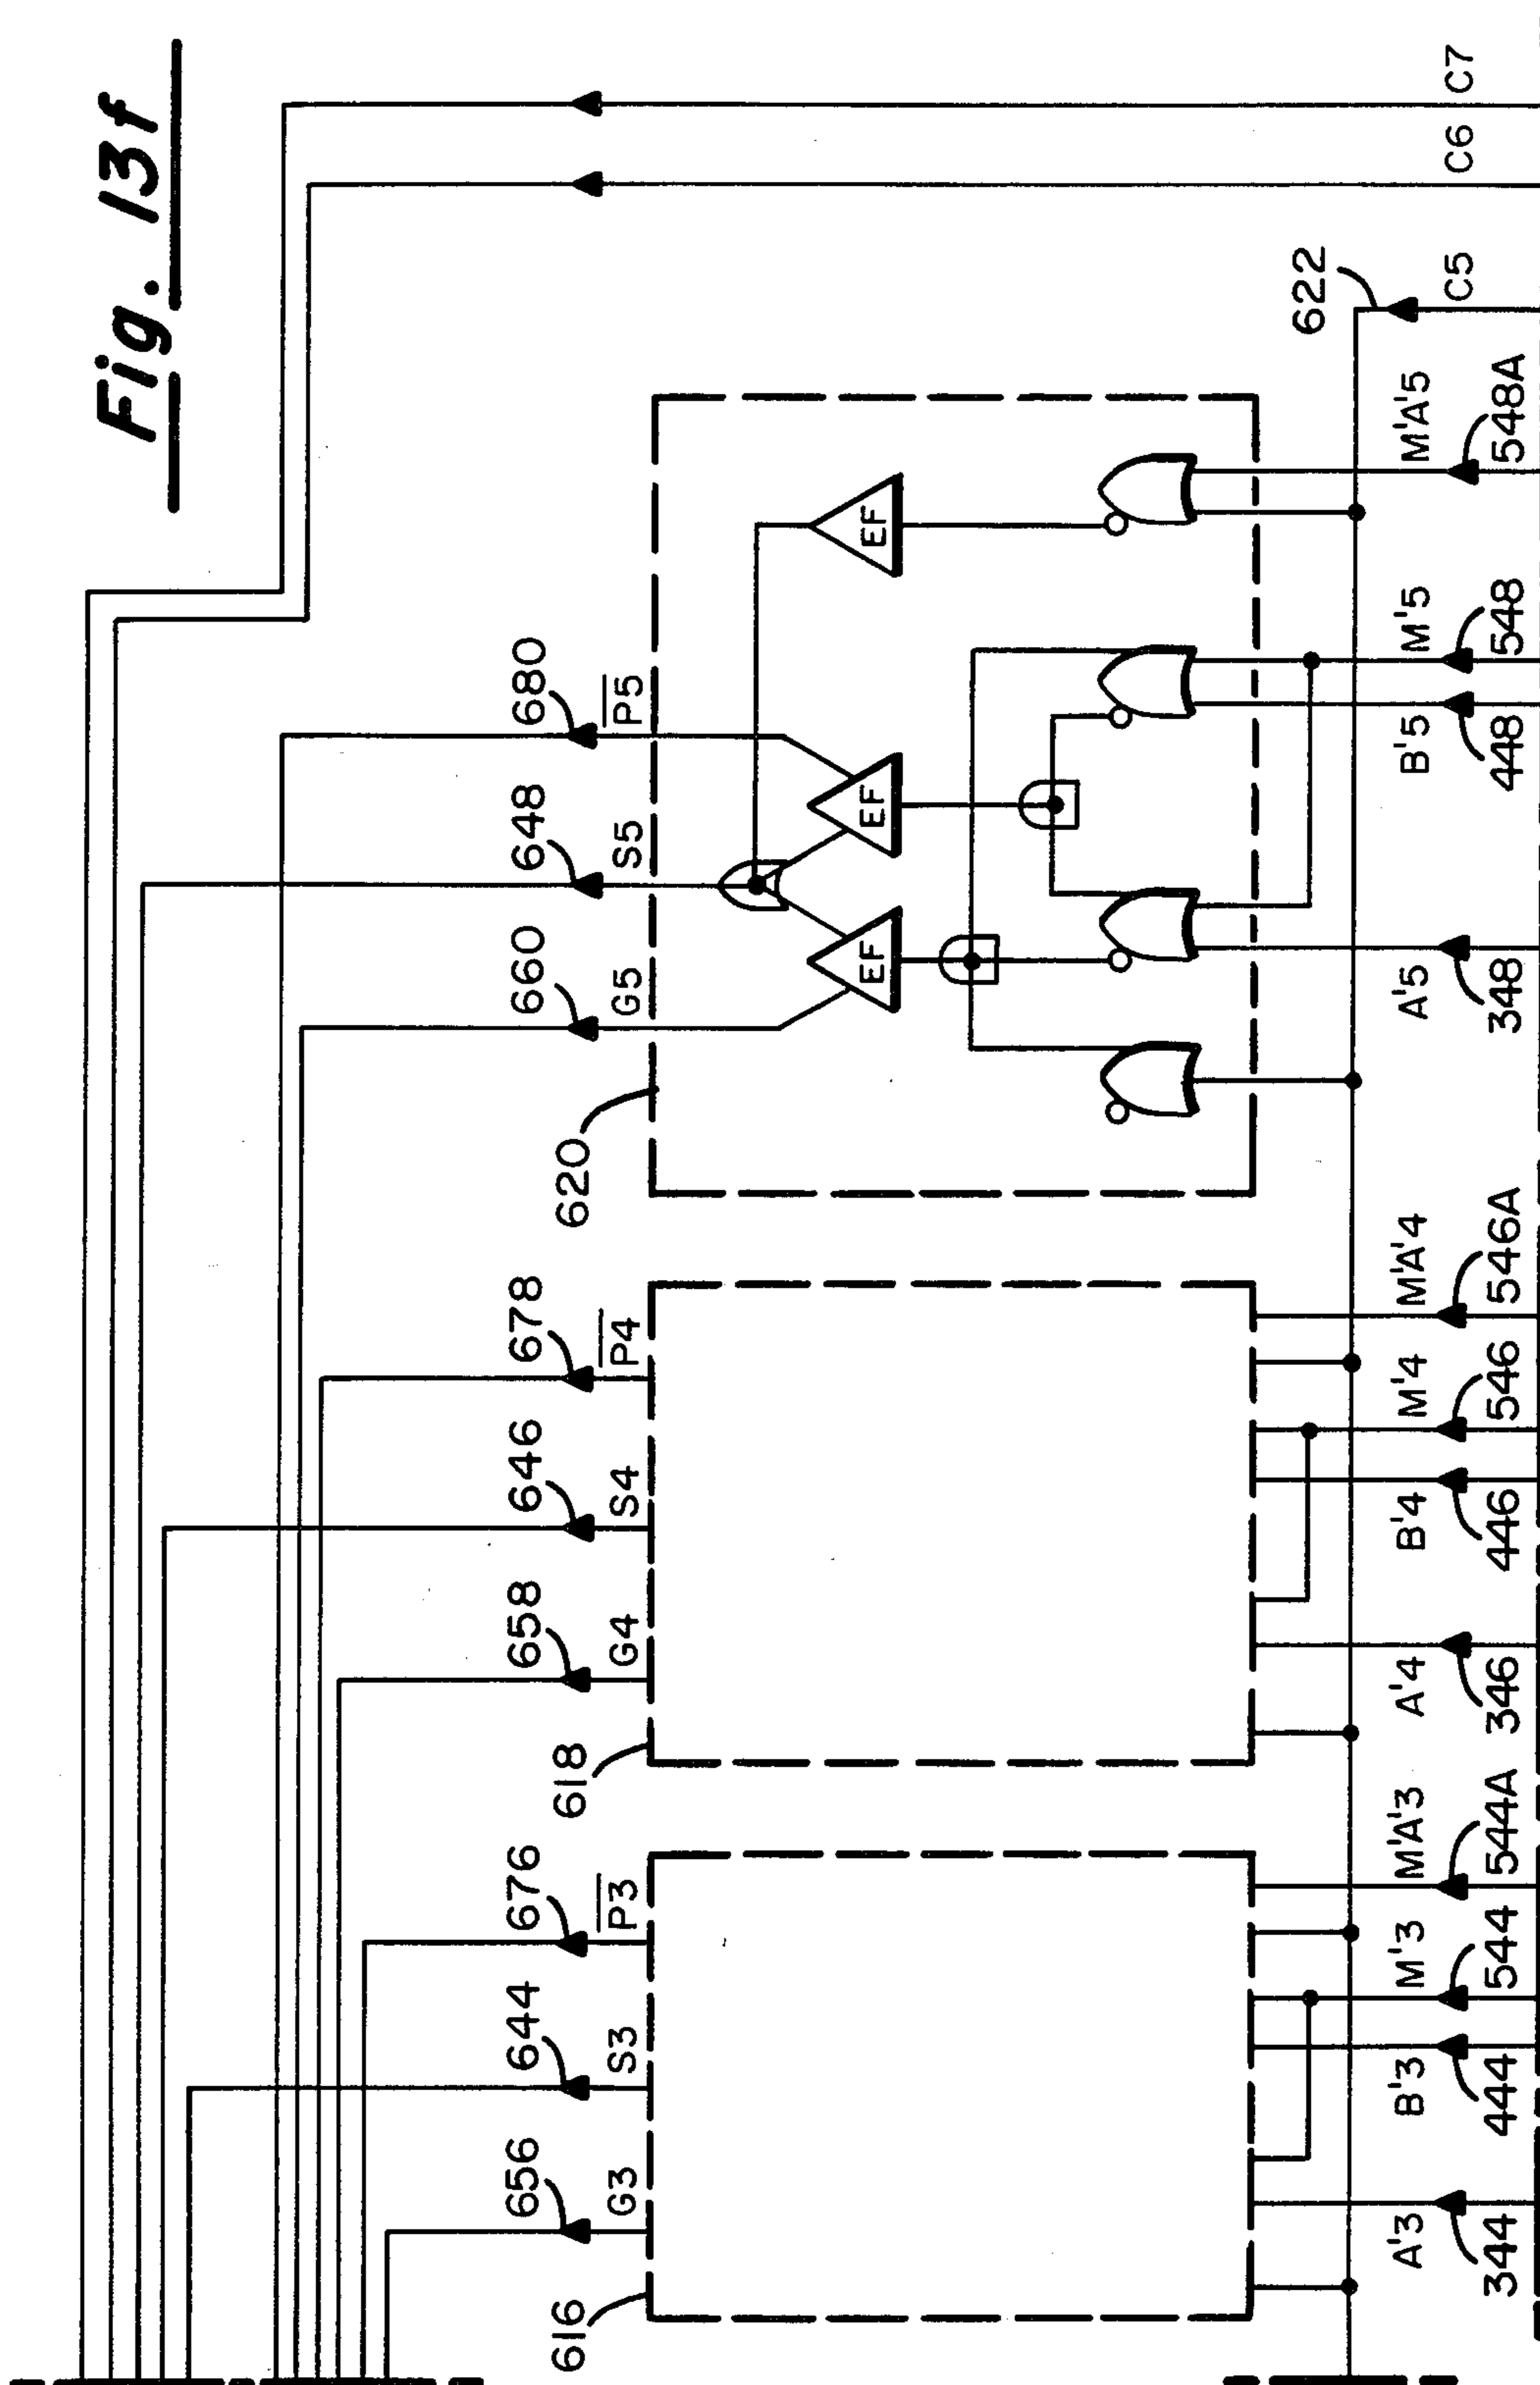 Fig. 13f
656
644
676
658
646
678
660
648
680
G3
S3
P3
G4
S4
P4
G5
S5
P5
616
618
620
EF
EF
EF
622
A'3
B'3
M'3
M'A'3
A'4
B'4
M'4
M'A'4
A'5
B'5
M'5
M'A'5
C5
C6
C7
344
444
544
544A
346
446
546
546A
348
448
548
548A